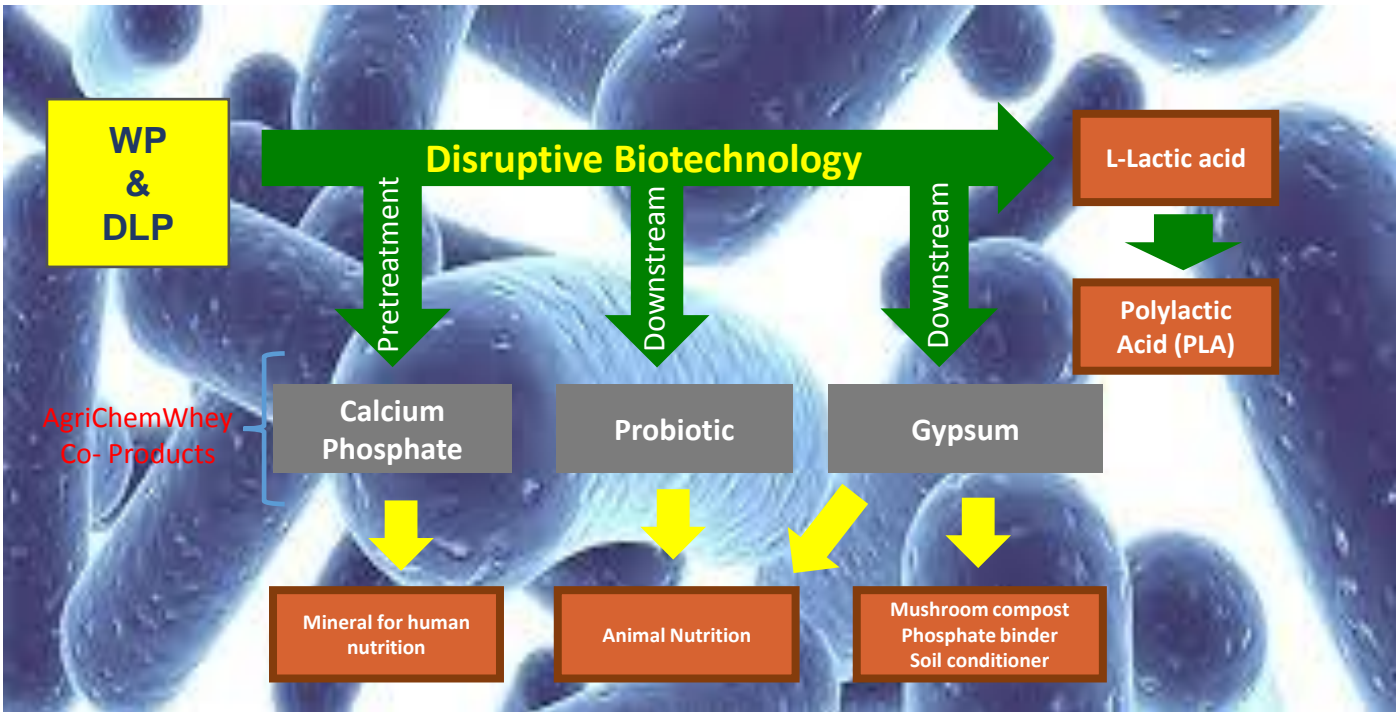 WP
&
DLP
Disruptive Biotechnology
L-Lactic acid
Pretreatment
Downstream
Downstream
Polylactic
Acid (PLA)
AgriChemWhey
Co- Products
Calcium
Phosphate
Probiotic
Gypsum
Mineral for human
nutrition
Animal Nutrition
Mushroom compost
Phosphate binder
Soil conditioner